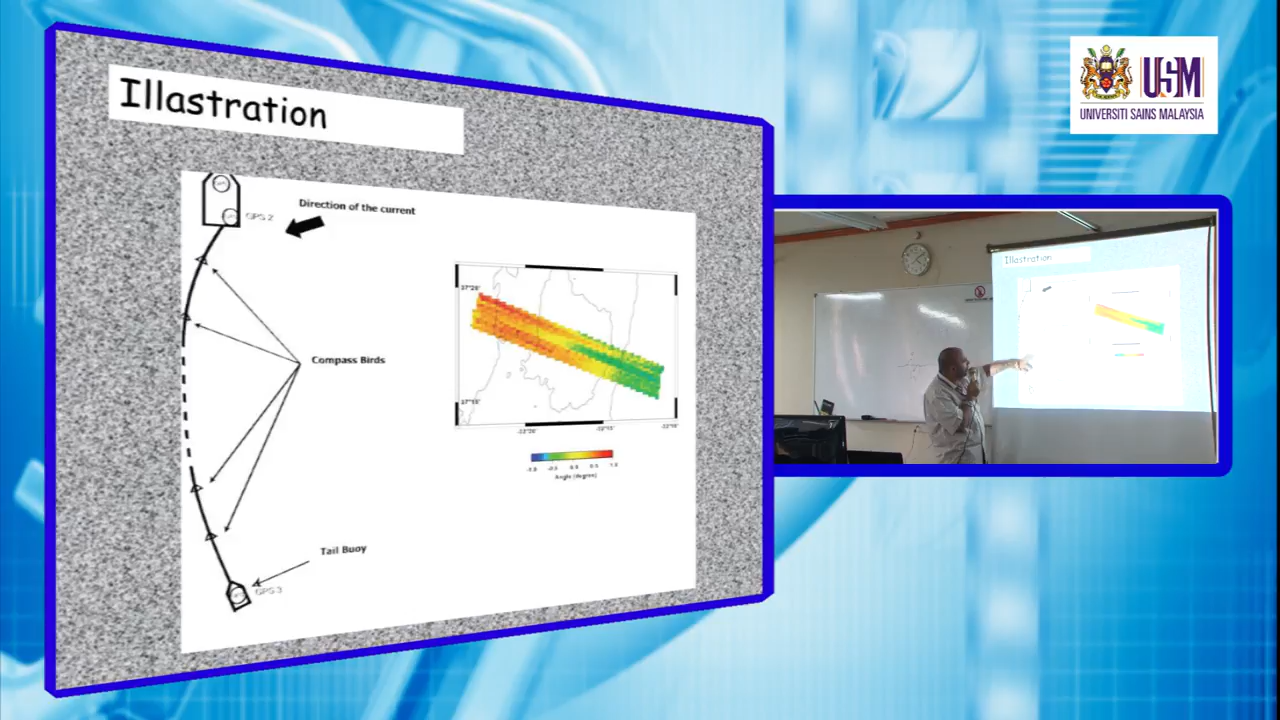 Illastration
GPS 2
Direction of the current
Compass Birds
Tail Buoy
GPS 3
Angle (degree)
USM
UNIVERSITI SAINS MALAYSIA
Illastration